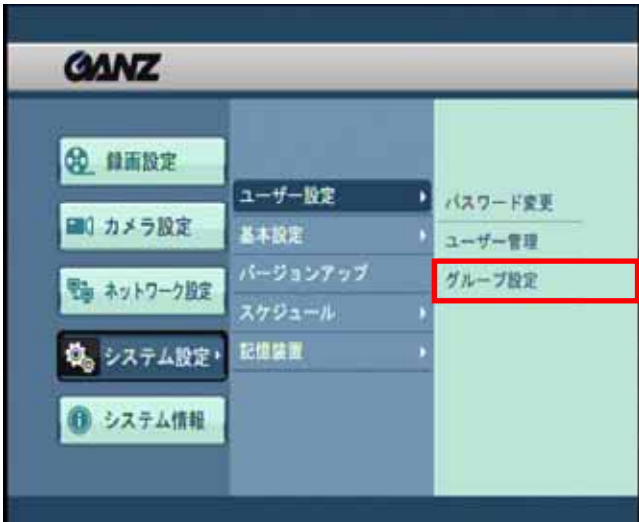 GANZ
録画設定
カメラ設定
ネットワーク設定
システム設定
システム情報
ユーザー設定
基本設定
バージョンアップ
スケジュール
記憶装置
パスワード変更
ユーザー管理
グループ設定